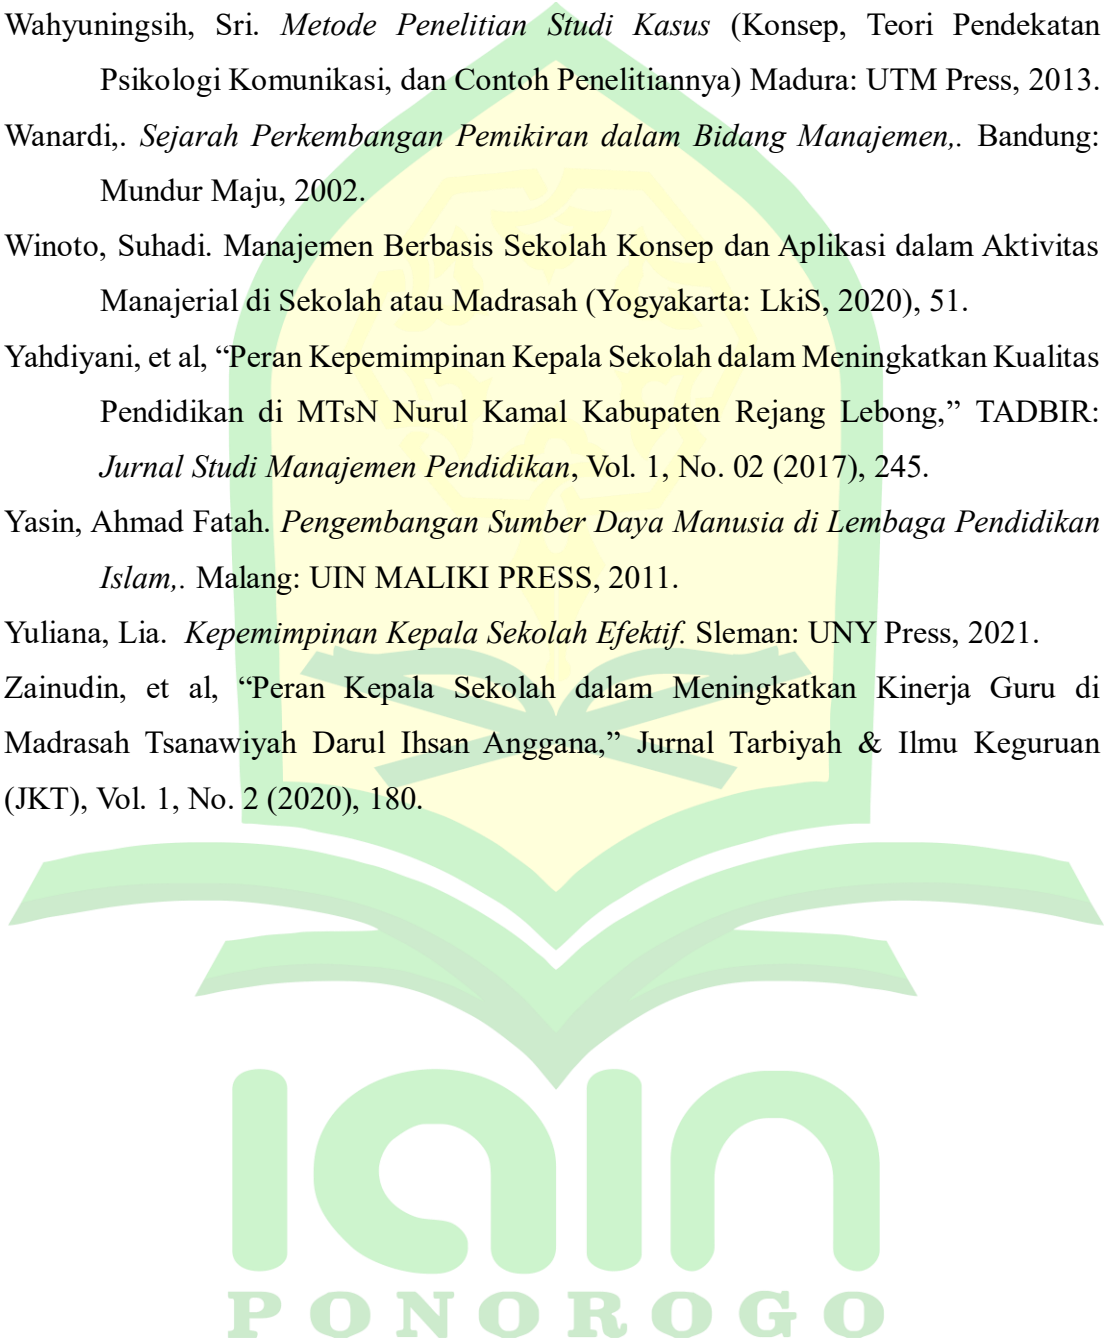 Wahyuningsih, Sri. Metode Penelitian Studi Kasus (Konsep, Teori Pendekatan
Psikologi Komunikasi, dan Contoh Penelitiannya) Madura: UTM Press, 2013.
Wanardi,. Sejarah Perkembangan Pemikiran dalam Bidang Manajemen,. Bandung:
Mundur Maju, 2002.
Winoto, Suhadi. Manajemen Berbasis Sekolah Konsep dan Aplikasi dalam Aktivitas
Manajerial di Sekolah atau Madrasah (Yogyakarta: LkiS, 2020), 51.
Yahdiyani, et al, “Peran Kepemimpinan Kepala Sekolah dalam Meningkatkan Kualitas
Pendidikan di MTsN Nurul Kamal Kabupaten Rejang Lebong,” TADBIR:
Jurnal Studi Manajemen Pendidikan, Vol. 1, No. 02 (2017), 245.
Yasin, Ahmad Fatah. Pengembangan Sumber Daya Manusia di Lembaga Pendidikan
Islam,. Malang: UIN MALIKI PRESS, 2011.
Yuliana, Lia. Kepemimpinan Kepala Sekolah Efektif. Sleman: UNY Press, 2021.
Zainudin, et al, “Peran Kepala Sekolah dalam Meningkatkan Kinerja Guru di
Madrasah Tsanawiyah Darul Ihsan Anggana,” Jurnal Tarbiyah & Ilmu Keguruan
(JKT), Vol. 1, No. 2 (2020), 180.
iain
PONOROGO